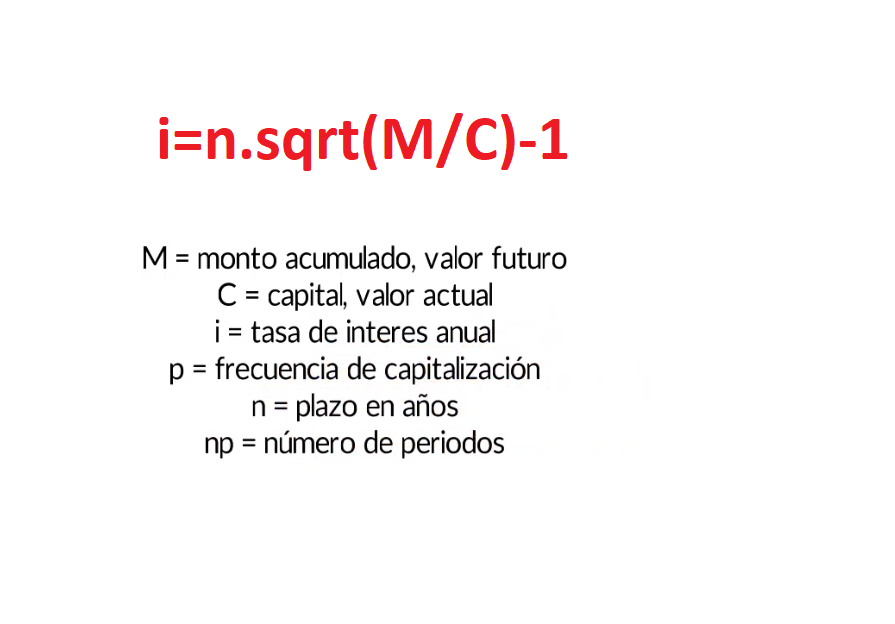 i=n.sqrt(M/C)-1
M = monto acumulado, valor futuro
C = capital, valor actual
i = tasa de interes anual
p = frecuencia de capitalización
n = plazo en años
np = número de periodos